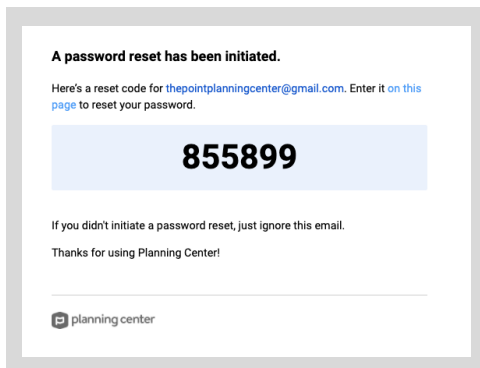 A password reset has been initiated.
Here's a reset code for thepointplanningcenter@gmail.com. Enter it on this
page to reset your password.
855899
If you didn't initiate a password reset, just ignore this email.
Thanks for using Planning Center!
planning center